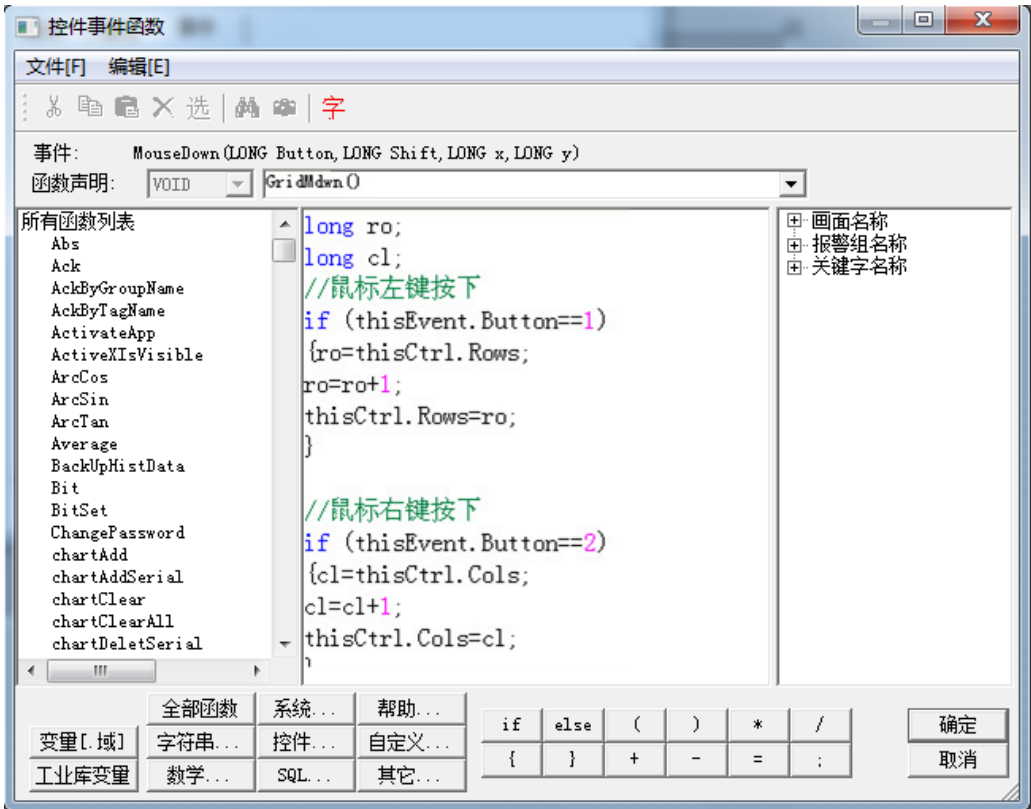 控件事件函数
文件[F] 编辑[E]
选 字
事件: MouseDown(LONG Button,LONG Shift,LONG x,LONG y)
函数声明: VOID GridMdwn()
所有函数列表
Abs
Ack
AckByGroupName
AckByTagName
ActivateApp
ActiveXIsVisible
ArcCos
ArcSin
ArcTan
Average
BackUpHistData
Bit
BitSet
ChangePassword
chartAdd
chartAddSerial
chartClear
chartClearAll
chartDeletSerial
long ro;
long cl;
//鼠标左键按下
if (thisEvent.Button==1)
{ro=thisCtrl.Rows;
ro=ro+1;
thisCtrl.Rows=ro;
}
//鼠标右键按下
if (thisEvent.Button==2)
{cl=thisCtrl.Cols;
cl=cl+1;
thisCtrl.Cols=cl;
}
画面名称
报警组名称
关键字名称
全部函数 系统... 帮助...
变量[.域] 字符串... 控件... 自定义...
工业库变量 数学... SQL... 其它...
if else ( ) * /
{ } + - = ;
确定
取消